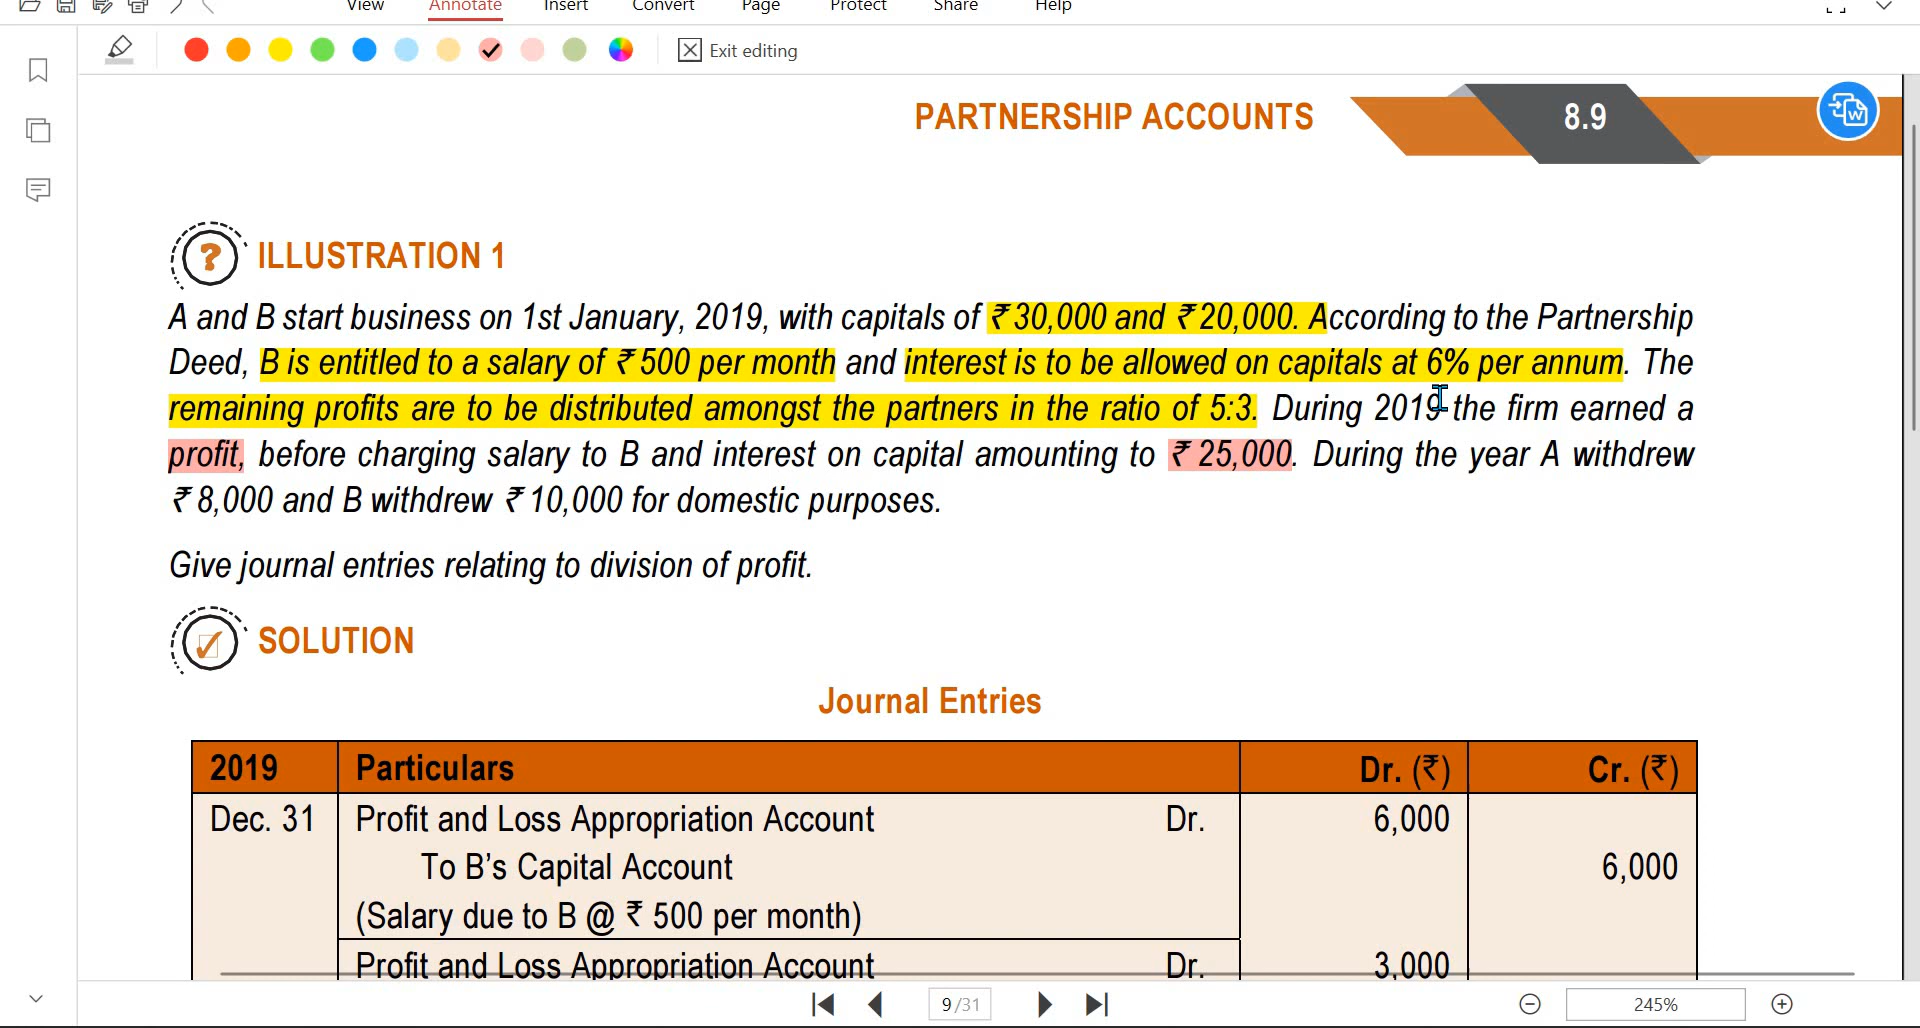 View Annotate Insert Convert Page Protect Share Help
Exit editing
PARTNERSHIP ACCOUNTS 8.9
ILLUSTRATION 1
A and B start business on 1st January, 2019, with capitals of ₹ 30,000 and ₹ 20,000. According to the Partnership
Deed, B is entitled to a salary of ₹ 500 per month and interest is to be allowed on capitals at 6% per annum. The
remaining profits are to be distributed amongst the partners in the ratio of 5:3. During 2019 the firm earned a
profit, before charging salary to B and interest on capital amounting to ₹ 25,000. During the year A withdrew
₹ 8,000 and B withdrew ₹ 10,000 for domestic purposes.
Give journal entries relating to division of profit.
SOLUTION
Journal Entries
2019 Particulars Dr. (₹) Cr. (₹)
Dec. 31 Profit and Loss Appropriation Account Dr. 6,000
To B’s Capital Account 6,000
(Salary due to B @ ₹ 500 per month)
Profit and Loss Appropriation Account Dr. 3,000
9 /31 245%